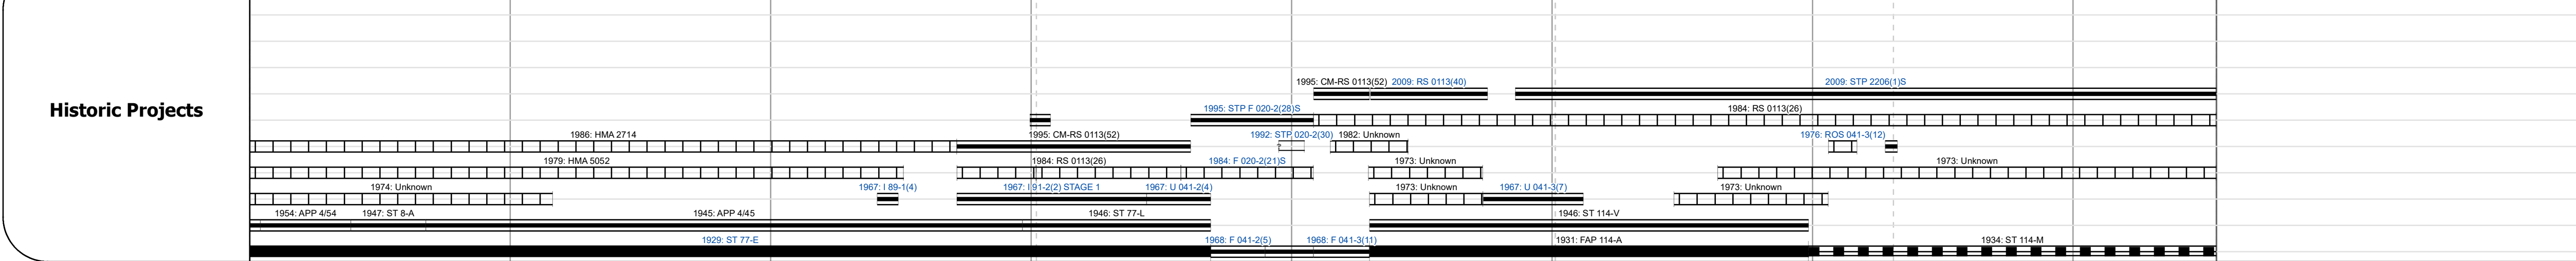 Historic Projects
1995: CM-RS 0113(52) 2009: RS 0113(40) 2009: STP 2206(1)S
1995: STP F 020-2(28)S 1984: RS 0113(26)
1986: HMA 2714 1995: CM-RS 0113(52) 1992: STP 020-2(30) 1982: Unknown 1976: ROS 041-3(12)
1979: HMA 5052 1984: RS 0113(26) 1984: F 020-2(21)S 1973: Unknown 1973: Unknown
1974: Unknown 1967: I 89-1(4) 1967: I 91-2(2) STAGE 1 1967: U 041-2(4) 1973: Unknown 1967: U 041-3(7) 1973: Unknown
1954: APP 4/54 1947: ST 8-A 1945: APP 4/45 1946: ST 77-L 1946: ST 114-V
1929: ST 77-E 1968: F 041-2(5) 1968: F 041-3(11) 1931: FAP 114-A 1934: ST 114-M